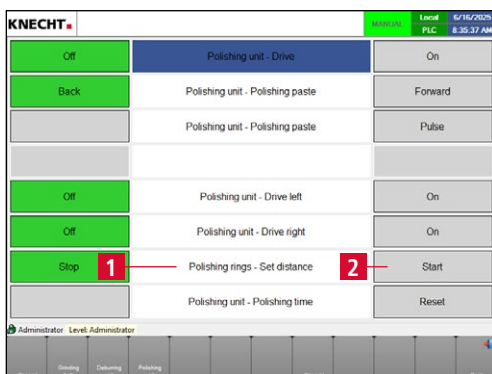 KNECHT
MANUAL Local 6/16/2025
PLC 8:35:37 AM
Off Polishing unit - Drive On
Back Polishing unit - Polishing paste Forward
Polishing unit - Polishing paste Pulse
Off Polishing unit - Drive left On
Off Polishing unit - Drive right On
Stop 1 Polishing rings - Set distance 2 Start
Polishing unit - Polishing time Reset
Administrator Level: Administrator
Grinding Deburring Polishing